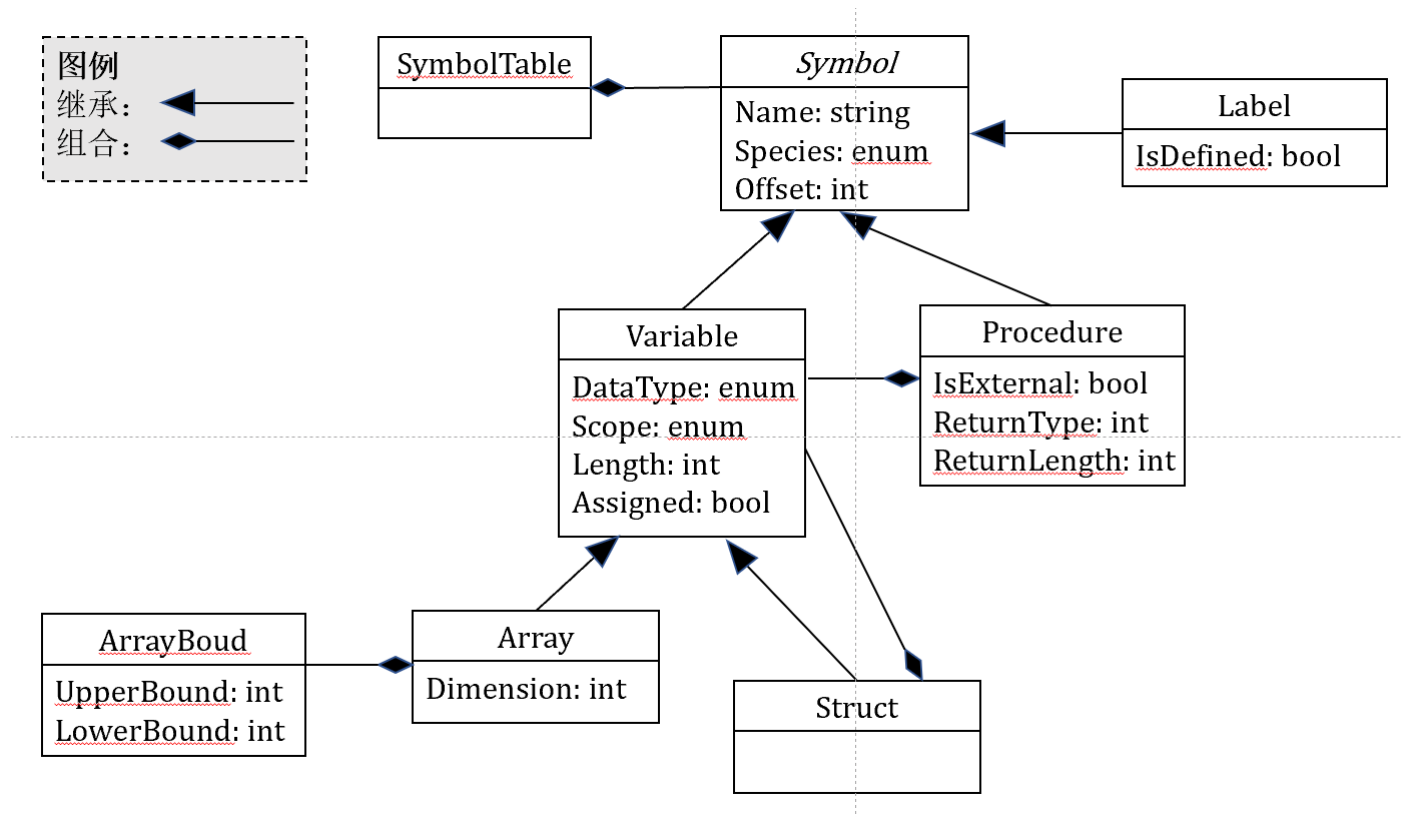 图例
继承：
组合：
SymbolTable
Symbol
Name: string
Species: enum
Offset: int
Label
IsDefined: bool
Variable
DataType: enum
Scope: enum
Length: int
Assigned: bool
Procedure
IsExternal: bool
ReturnType: int
ReturnLength: int
ArrayBoud
UpperBound: int
LowerBound: int
Array
Dimension: int
Struct